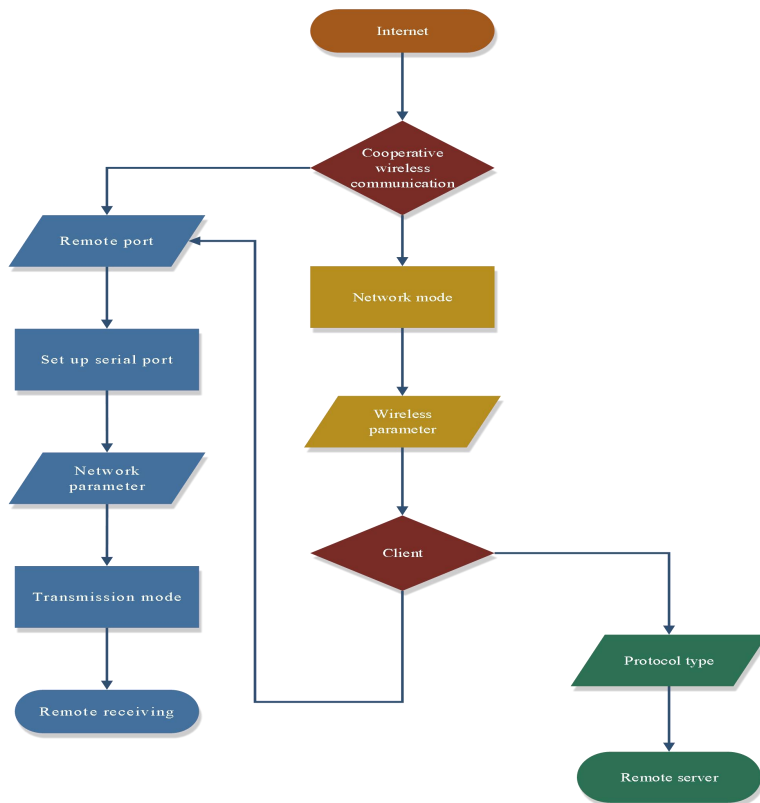 Internet
Cooperative
wireless
communication
Remote port
Network mode
Set up serial port
Wireless
parameter
Network
parameter
Client
Transmission mode
Protocol type
Remote receiving
Remote server